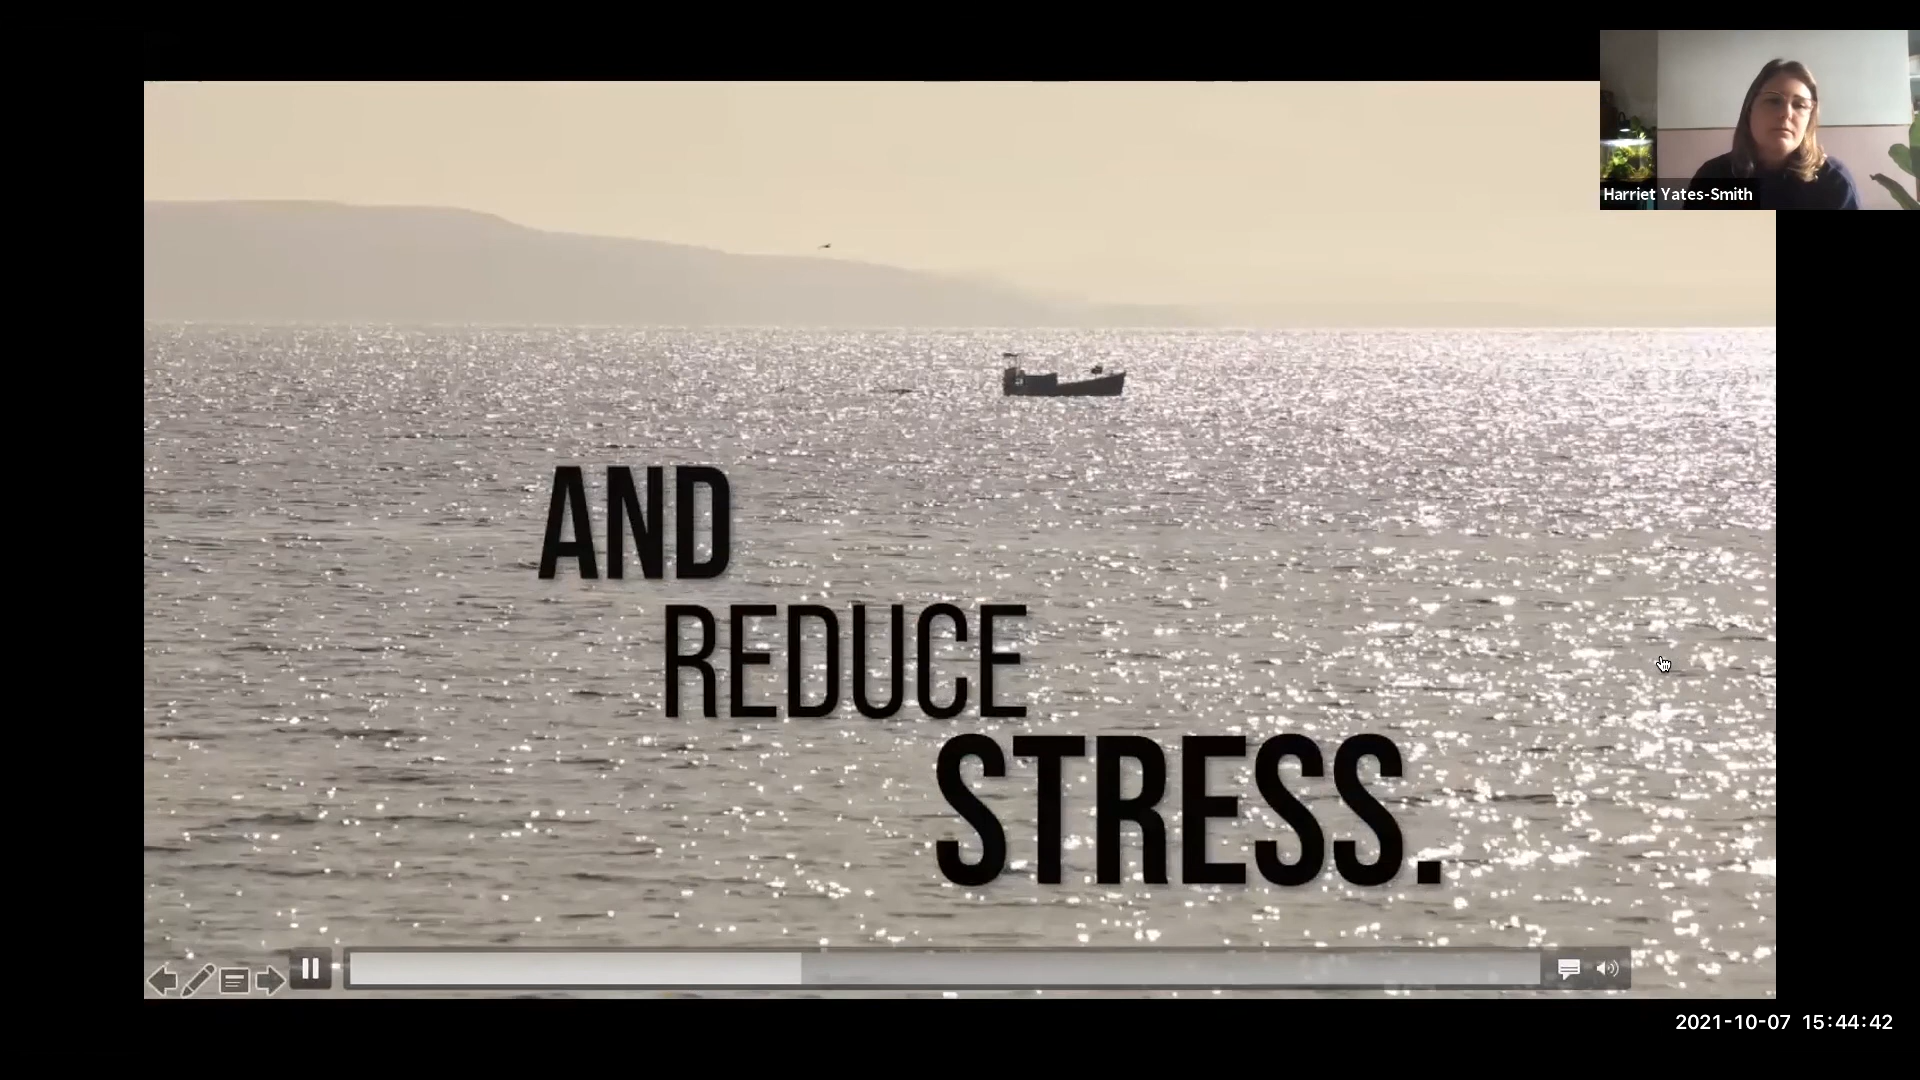 Harriet Yates-Smith
AND
REDUCE
STRESS.
2021-10-07 15:44:42